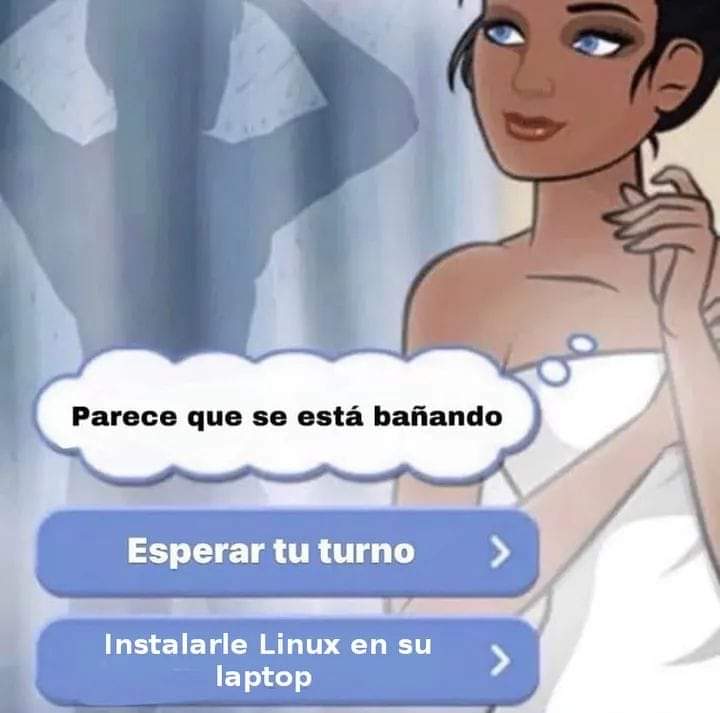 Parece que se está bañando
Esperar tu turno
Instalarle Linux en su
laptop